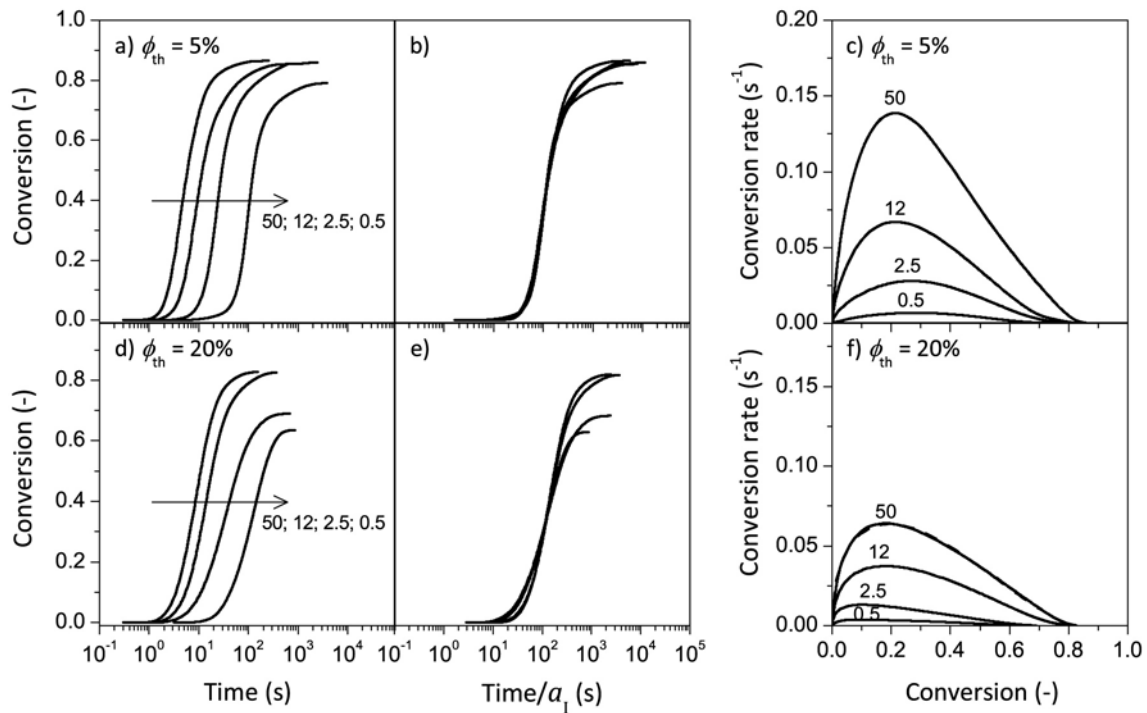 a) ϕth = 5%
Conversion (-)
1.0
0.8
0.6
0.4
0.2
0.0
50; 12; 2.5; 0.5
b)
c) ϕth = 5%
Conversion rate (s-1)
0.20
0.15
0.10
0.05
0.00
50
12
2.5
0.5
d) ϕth = 20%
Conversion (-)
0.8
0.6
0.4
0.2
0.0
50; 12; 2.5; 0.5
10-1 100 101 102 103 104
Time (s)
e)
100 101 102 103 104 105
Time/aI (s)
f) ϕth = 20%
Conversion rate (s-1)
0.15
0.10
0.05
0.00
50
12
2.5
0.5
0.0 0.2 0.4 0.6 0.8 1.0
Conversion (-)